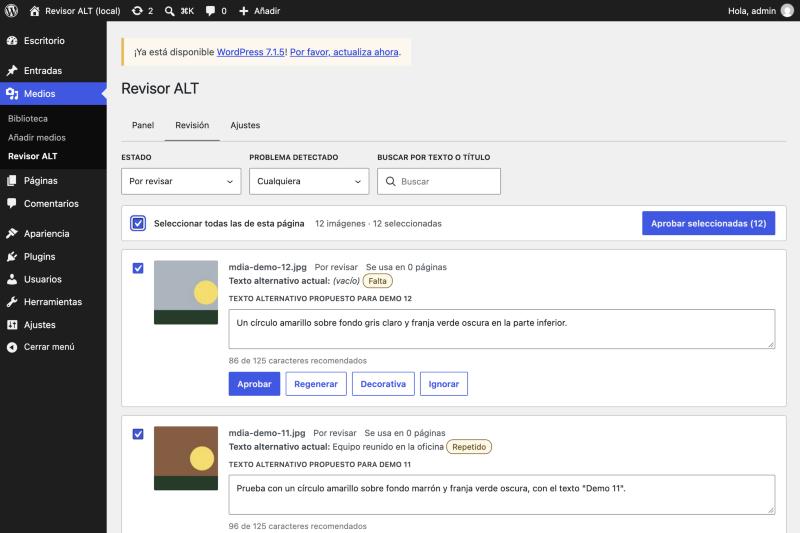 Revisor ALT (local) 2 ⌘K 0 Añadir Hola, admin
Escritorio
Entradas
Medios
Biblioteca
Añadir medios
Revisor ALT
Páginas
Comentarios
Apariencia
Plugins
Usuarios
Herramientas
Ajustes
Cerrar menú
¡Ya está disponible WordPress 7.1.5! Por favor, actualiza ahora.
Revisor ALT
Panel Revisión Ajustes
ESTADO PROBLEMA DETECTADO BUSCAR POR TEXTO O TÍTULO
Por revisar Cualquiera Buscar
Seleccionar todas las de esta página 12 imágenes · 12 seleccionadas Aprobar seleccionadas (12)
mdia-demo-12.jpg Por revisar Se usa en 0 páginas
Texto alternativo actual: (vacío) Falta
TEXTO ALTERNATIVO PROPUESTO PARA DEMO 12
Un círculo amarillo sobre fondo gris claro y franja verde oscura en la parte inferior.
86 de 125 caracteres recomendados
Aprobar Regenerar Decorativa Ignorar
mdia-demo-11.jpg Por revisar Se usa en 0 páginas
Texto alternativo actual: Equipo reunido en la oficina Repetido
TEXTO ALTERNATIVO PROPUESTO PARA DEMO 11
Prueba con un círculo amarillo sobre fondo marrón y franja verde oscura, con el texto "Demo 11".
96 de 125 caracteres recomendados